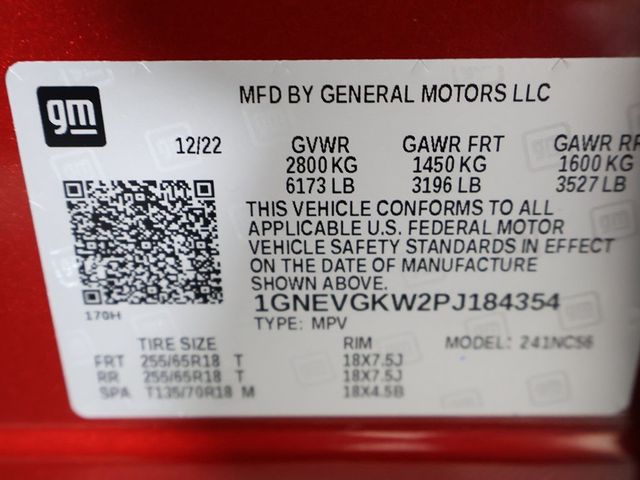 gm
MFD BY GENERAL MOTORS LLC
12/22 GVWR GAWR FRT GAWR RR
2800 KG 1450 KG 1600 KG
6173 LB 3196 LB 3527 LB
THIS VEHICLE CONFORMS TO ALL
APPLICABLE U.S. FEDERAL MOTOR
VEHICLE SAFETY STANDARDS IN EFFECT
ON THE DATE OF MANUFACTURE
SHOWN ABOVE.
1GNEVGKW2PJ184354
170H
TYPE: MPV
TIRE SIZE RIM MODEL: 241NC56
FRT 255/65R18 T 18X7.5J
RR 255/65R18 T 18X7.5J
SPA T135/70R18 M 18X4.5B